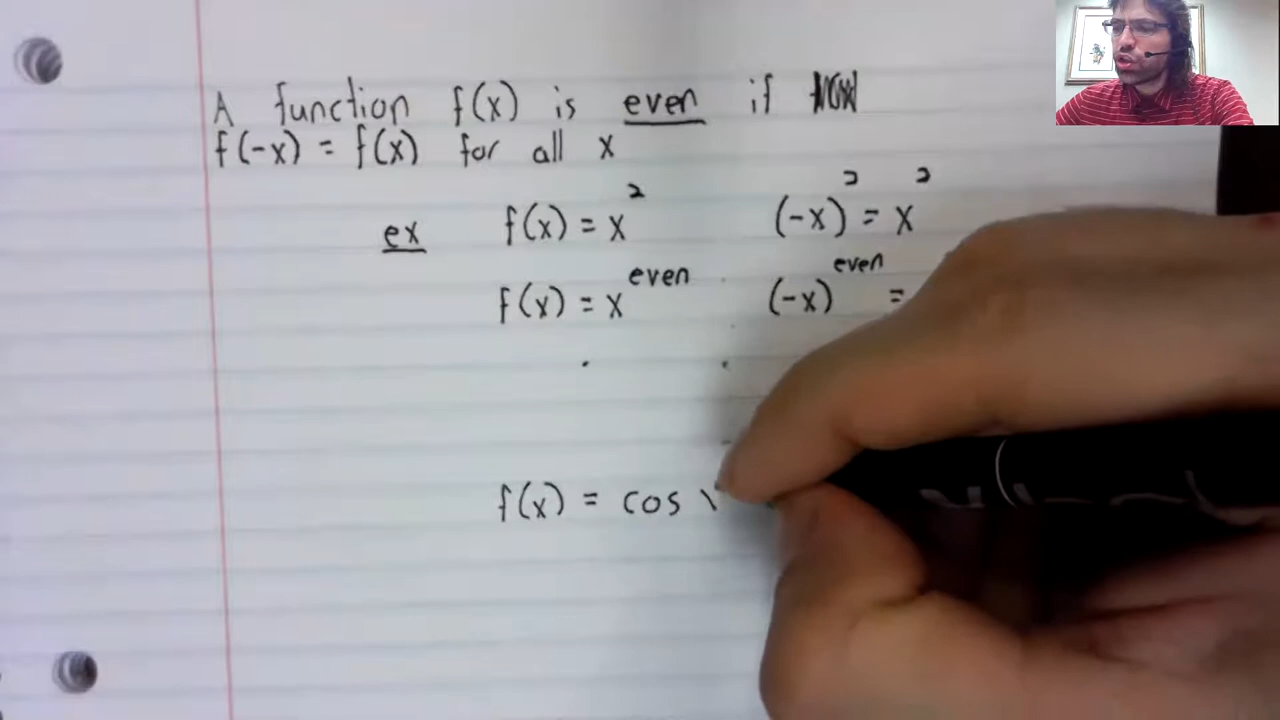 A function f(x) is even if
f(-x) = f(x) for all x
ex f(x) = x² (-x)² = x²
f(x) = x^even (-x)^even =
f(x) = cos